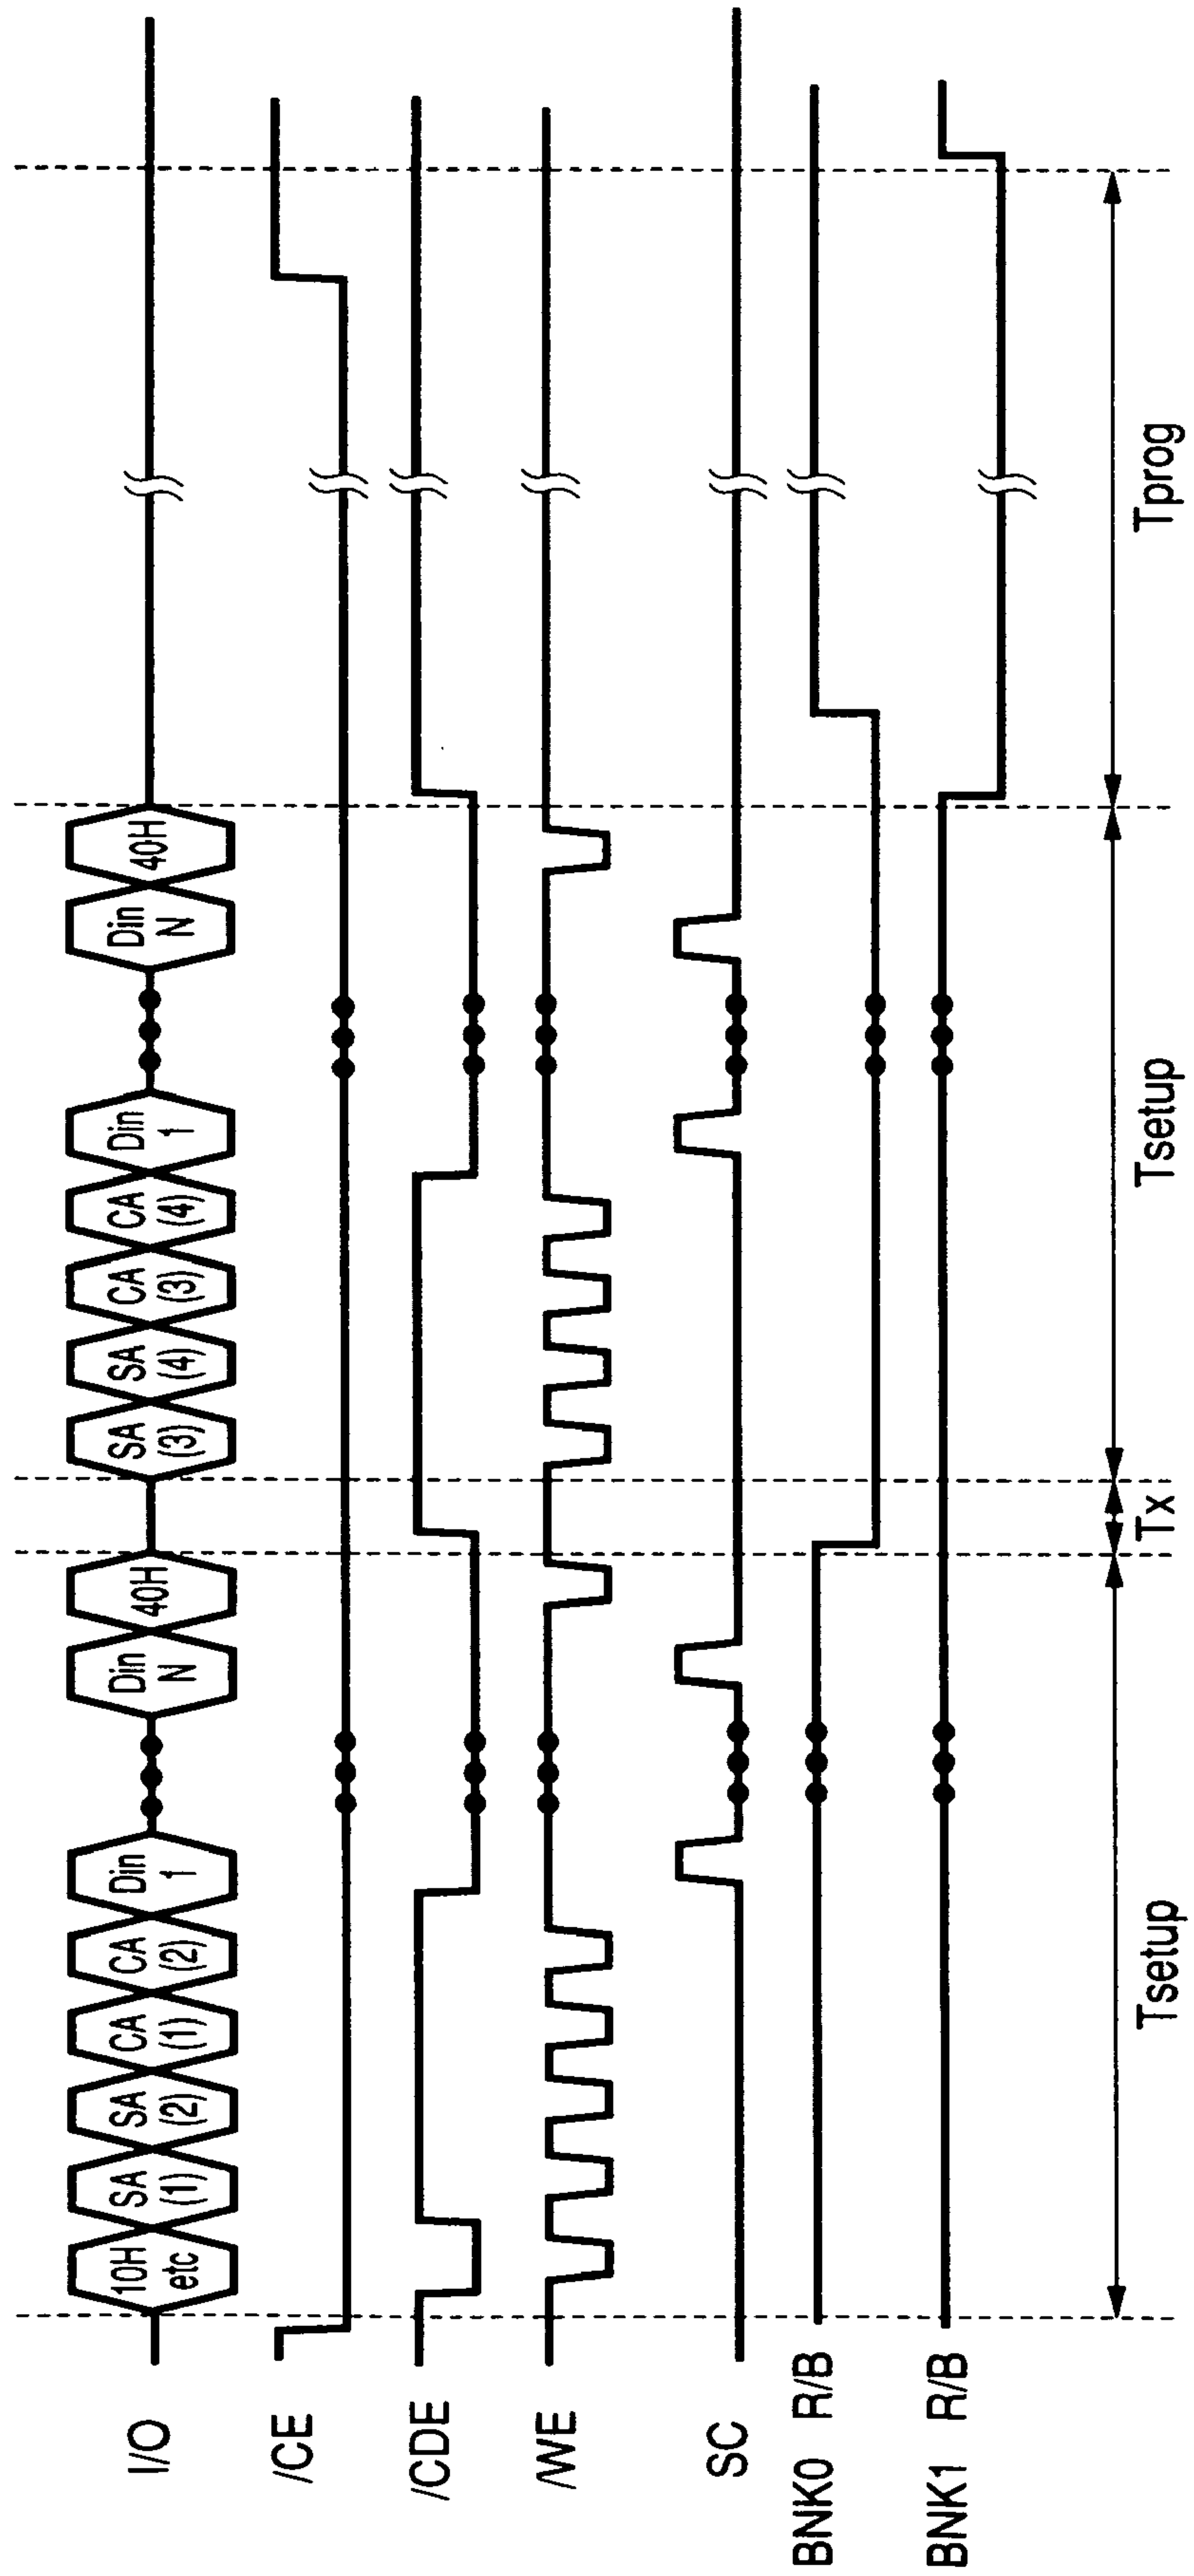 I/O
10H
etc
SA
(1)
SA
(2)
CA
(1)
CA
(2)
Din
1
Din
N
40H
SA
(3)
SA
(4)
CA
(3)
CA
(4)
Din
1
Din
N
40H
/CE
/CDE
/WE
SC
BNK0 R/B
BNK1 R/B
Tsetup
Tx
Tsetup
Tprog